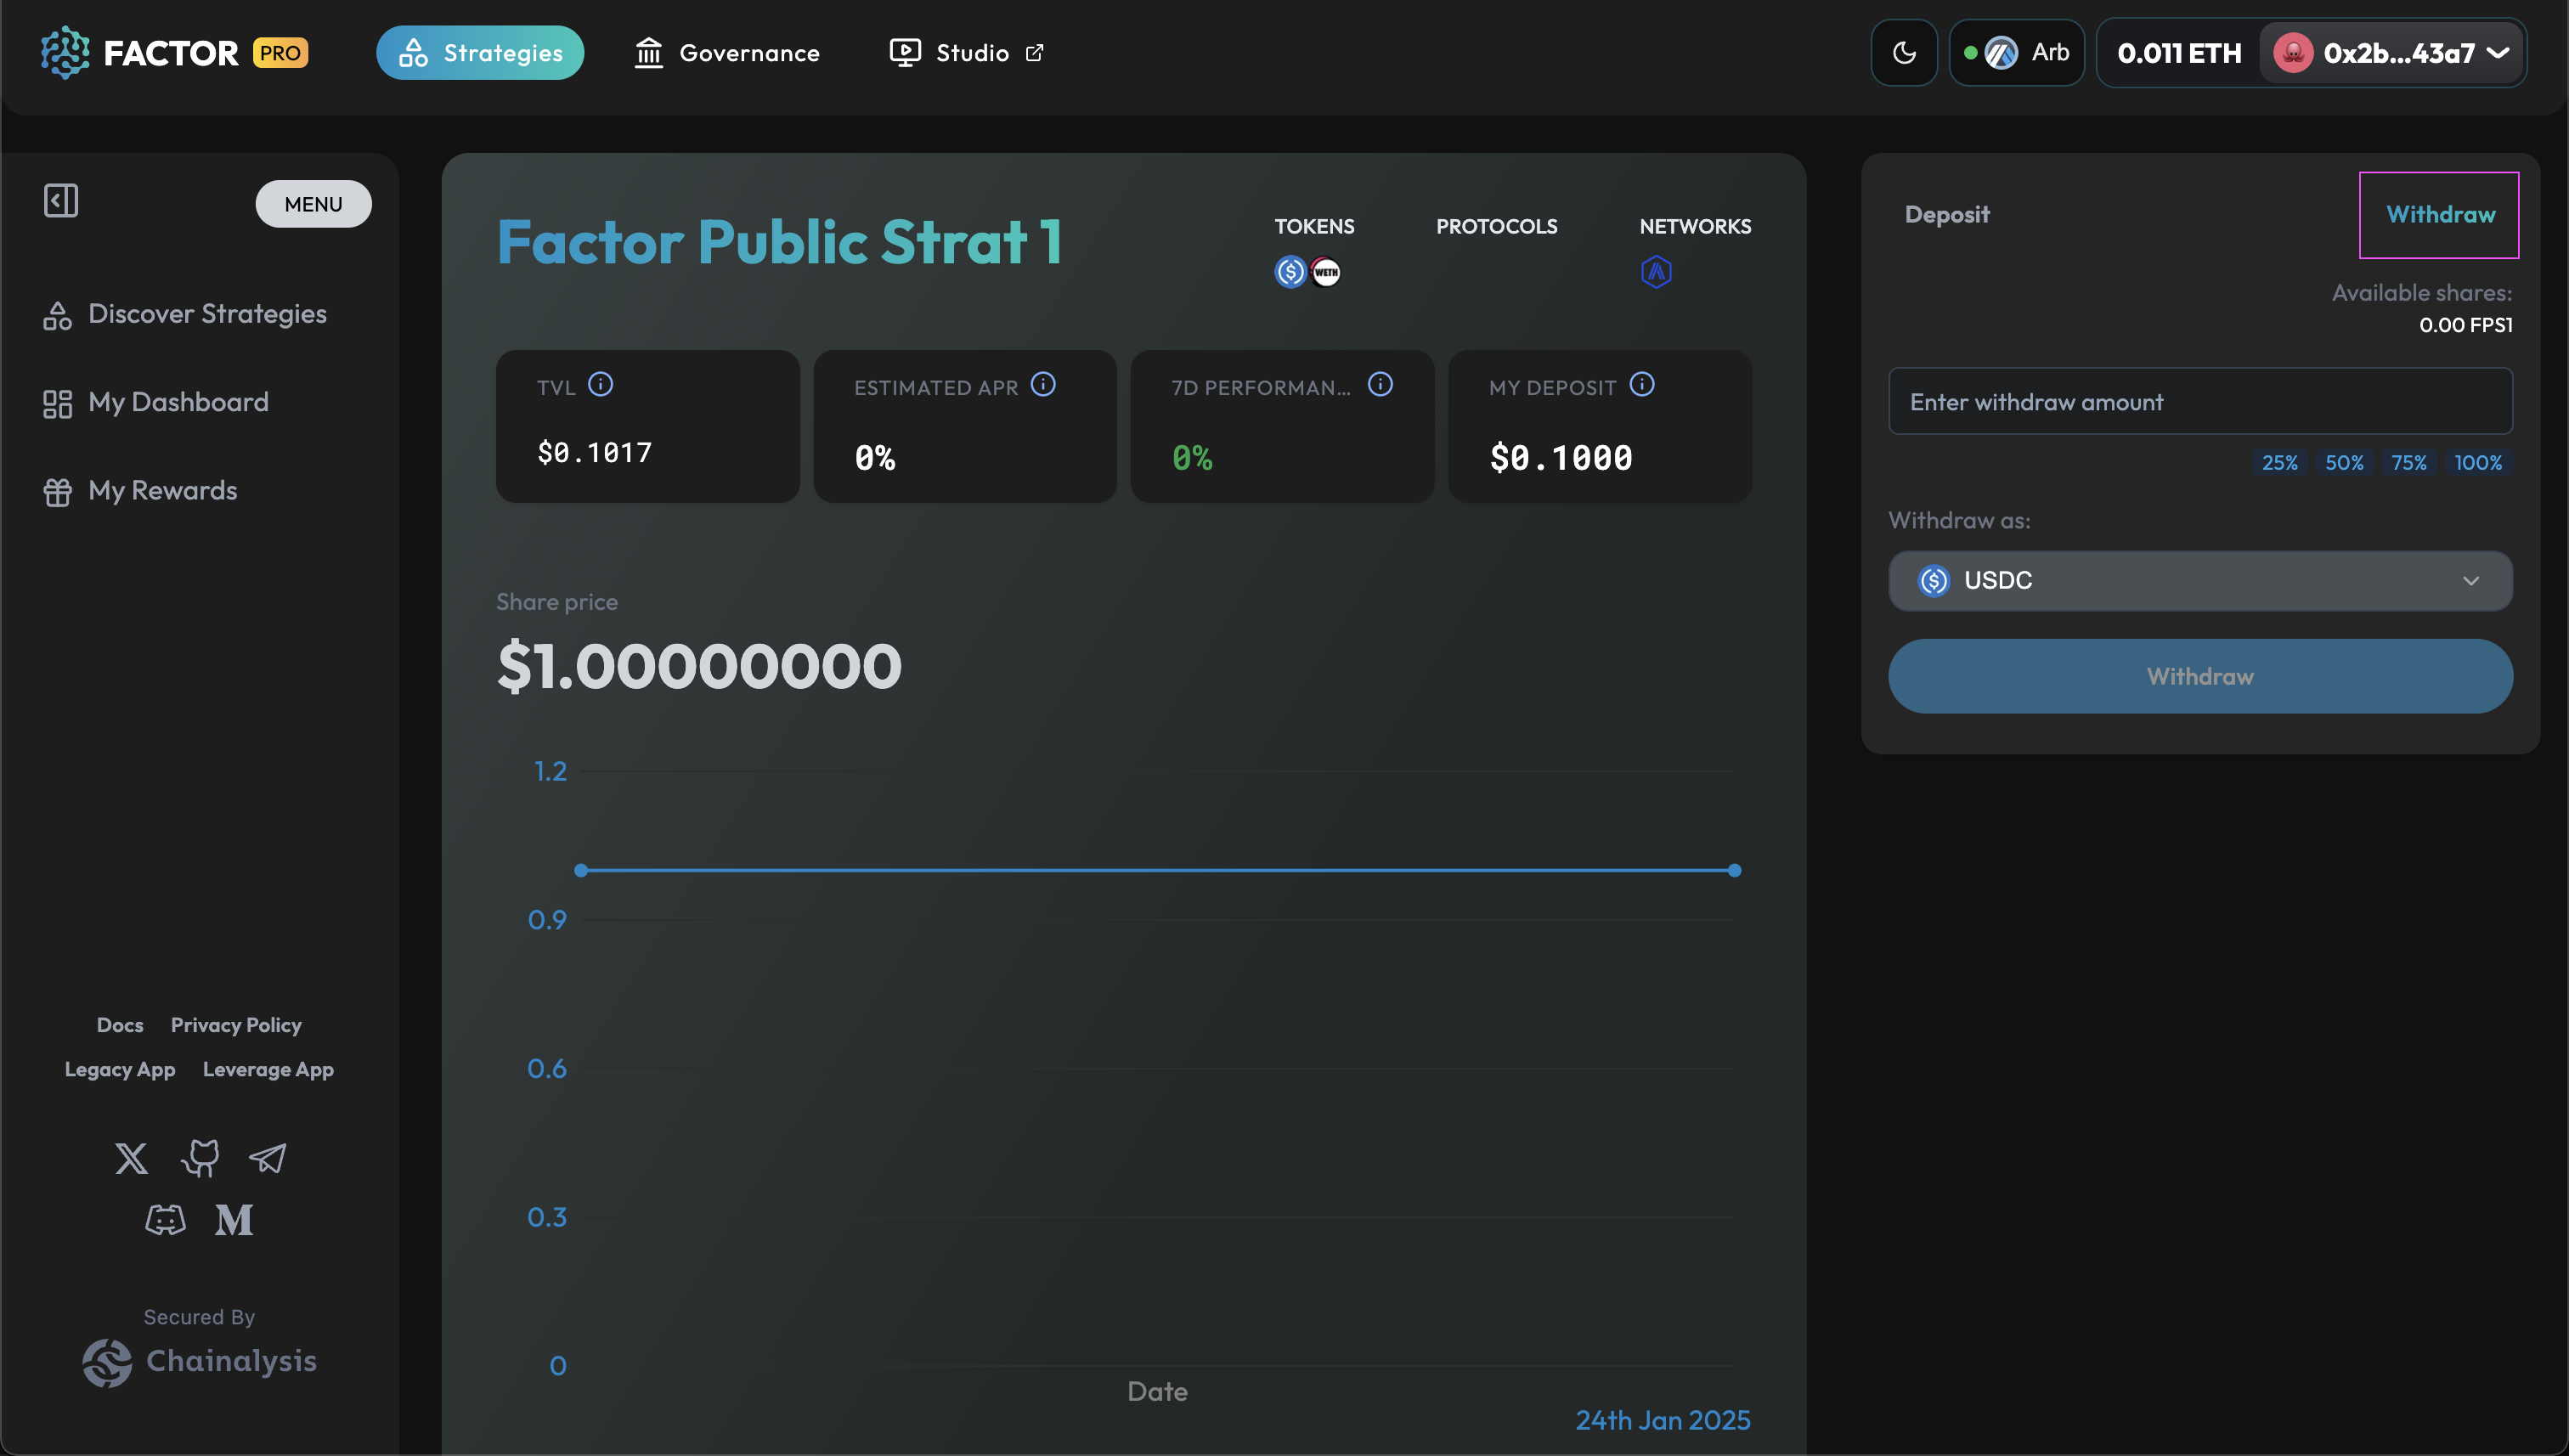 FACTOR PRO
Strategies
Governance
Studio
Arb
0.011 ETH
0x2b...43a7
MENU
Discover Strategies
My Dashboard
My Rewards
Docs Privacy Policy
Legacy App Leverage App
Secured By
Chainalysis
Factor Public Strat 1
TOKENS
WETH
PROTOCOLS
NETWORKS
TVL
$0.1017
ESTIMATED APR
0%
7D PERFORMAN...
0%
MY DEPOSIT
$0.1000
Share price
$1.00000000
1.2
0.9
0.6
0.3
0
Date
24th Jan 2025
Deposit
Withdraw
Available shares:
0.00 FPS1
Enter withdraw amount
25% 50% 75% 100%
Withdraw as:
USDC
Withdraw